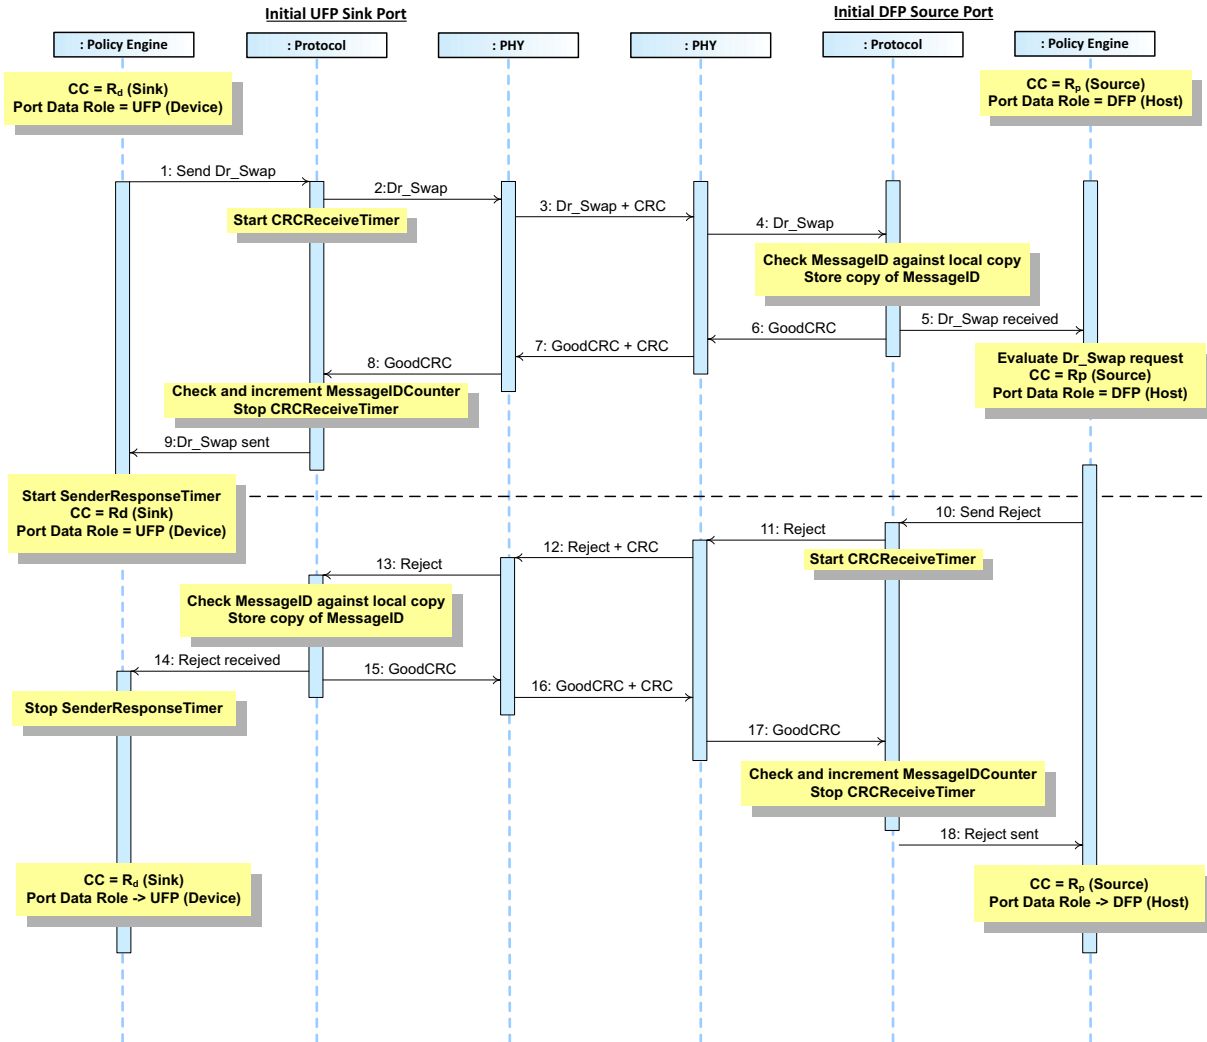 Initial UFP Sink Port
Initial DFP Source Port
: Policy Engine
: Protocol
: PHY
: PHY
: Protocol
: Policy Engine
CC = Rd (Sink)
Port Data Role = UFP (Device)
CC = Rp (Source)
Port Data Role = DFP (Host)
1: Send Dr_Swap
2:Dr_Swap
Start CRCReceiveTimer
3: Dr_Swap + CRC
4: Dr_Swap
Check MessageID against local copy
Store copy of MessageID
5: Dr_Swap received
6: GoodCRC
7: GoodCRC + CRC
8: GoodCRC
Evaluate Dr_Swap request
CC = Rp (Source)
Port Data Role = DFP (Host)
Check and increment MessageIDCounter
Stop CRCReceiveTimer
9:Dr_Swap sent
Start SenderResponseTimer
CC = Rd (Sink)
Port Data Role = UFP (Device)
10: Send Reject
11: Reject
Start CRCReceiveTimer
12: Reject + CRC
13: Reject
Check MessageID against local copy
Store copy of MessageID
14: Reject received
15: GoodCRC
16: GoodCRC + CRC
Stop SenderResponseTimer
17: GoodCRC
Check and increment MessageIDCounter
Stop CRCReceiveTimer
18: Reject sent
CC = Rd (Sink)
Port Data Role -> UFP (Device)
CC = Rp (Source)
Port Data Role -> DFP (Host)